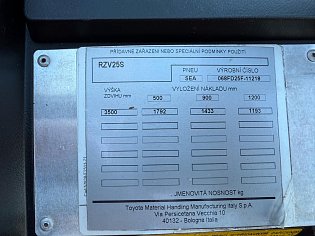 PŘÍDAVNÉ ZAŘÍZENÍ NEBO SPECIÁLNÍ PODMÍNKY POUŽITÍ
RZV25S
PNEU VÝROBNÍ ČÍSLO
SEA 068FD25F-11219
VÝŠKA VYLOŽENÍ NÁKLADU mm
ZDVIHU mm 500 900 1200
3500 1792 1423 1193
JMENOVITÁ NOSNOST kg
Toyota Material Handling Manufacturing Italy S.p.A
Via Persicetana Vecchia 10
40132 - Bologna Italia